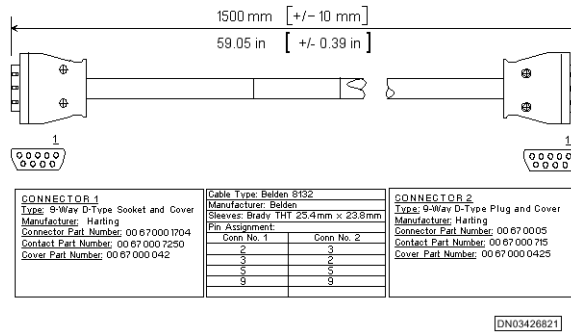 1500 mm [+/- 10 mm]
59.05 in [ +/- 0.39 in ]
1
1
CONNECTOR 1
Type: 9-Way D-Type Socket and Cover
Manufacturer: Harting
Connector Part Number: 00 67000 1704
Contact Part Number: 00 67 000 7250
Cover Part Number: 00 67 000 042
Cable Type: Belden 8132
Manufacturer: Belden
Sleeves: Brady THT 25.4mm x 23.8mm
Pin Assignment:
Conn No. 1 Conn No. 2
2 3
3 2
5 5
9 9
CONNECTOR 2
Type: 9-Way D-Type Plug and Cover
Manufacturer: Harting
Connector Part Number: 00 67 0005
Contact Part Number: 00 67 000 715
Cover Part Number: 00 67 000 0425
DN03426821